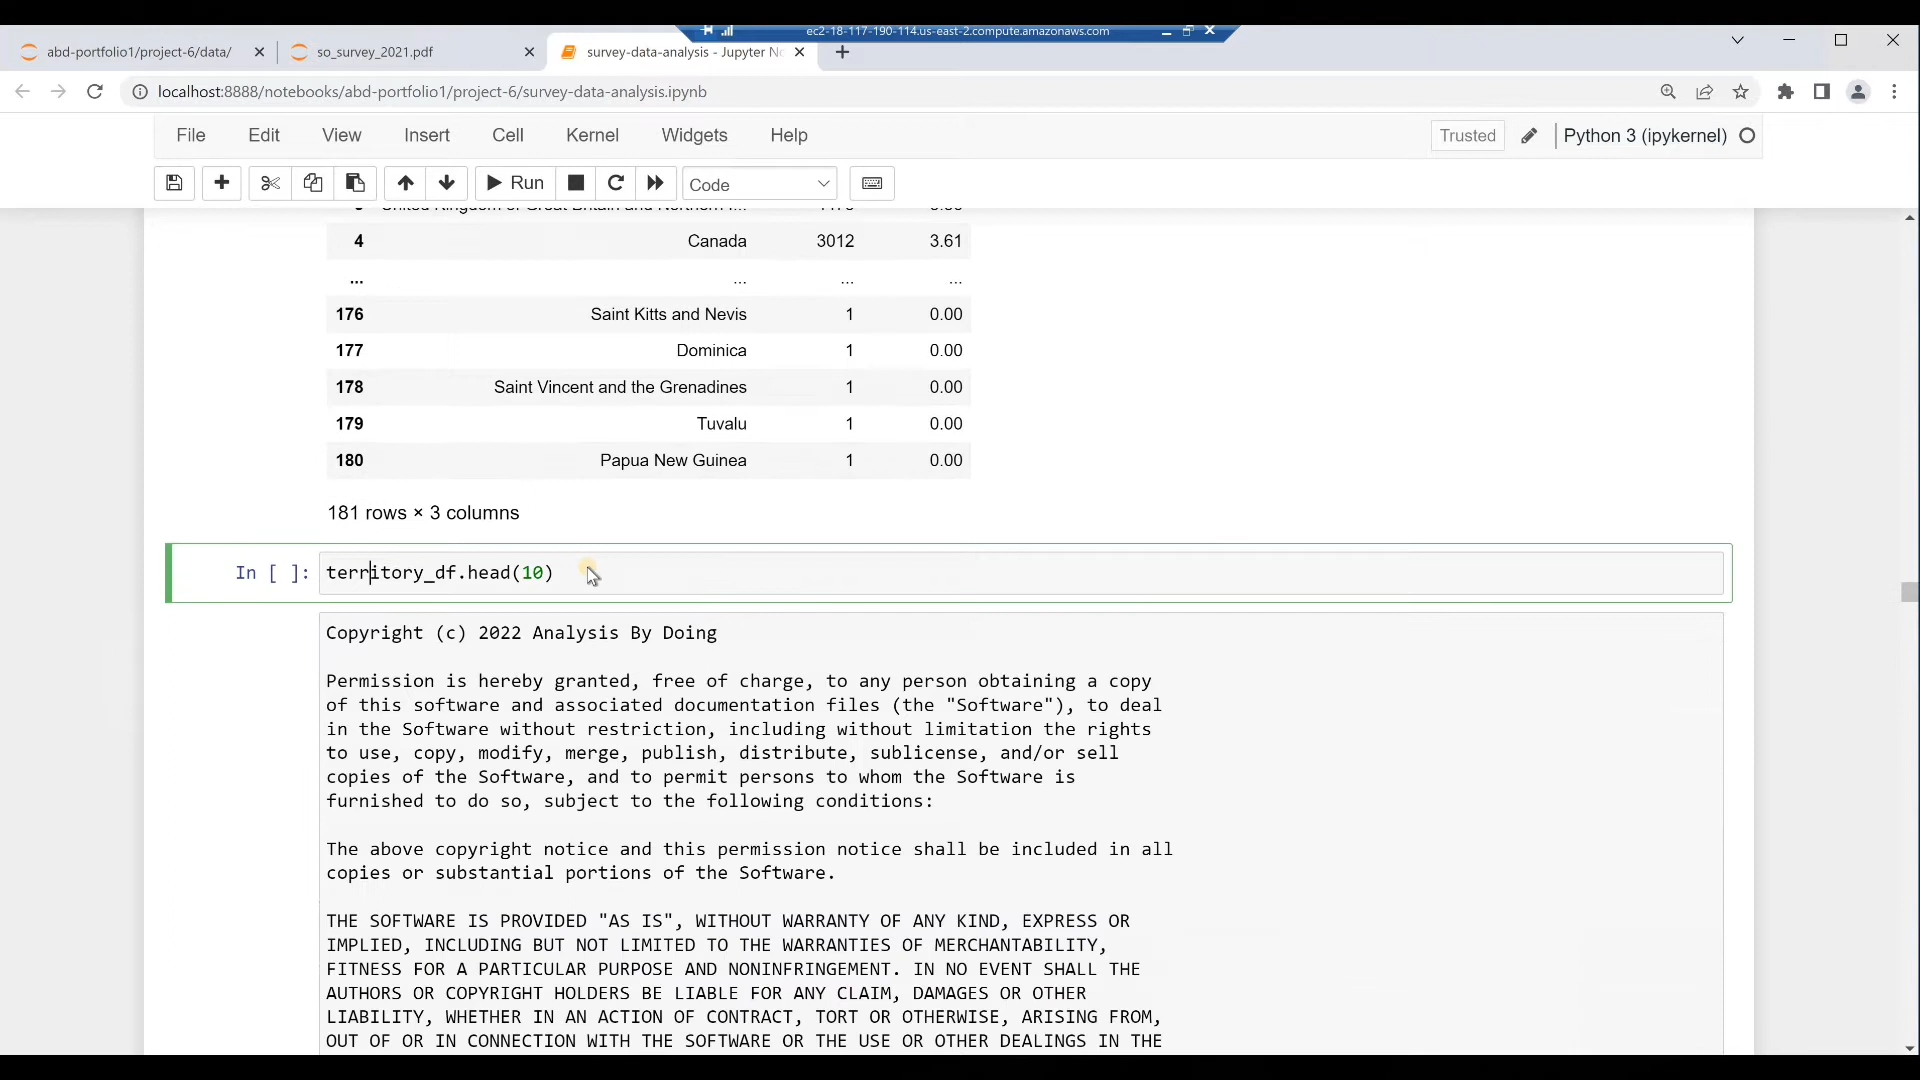 ec2-18-117-190-114.us-east-2.compute.amazonaws.com
abd-portfolio1/project-6/data/
so_survey_2021.pdf
survey-data-analysis - Jupyter No
localhost:8888/notebooks/abd-portfolio1/project-6/survey-data-analysis.ipynb
File Edit View Insert Cell Kernel Widgets Help Trusted Python 3 (ipykernel)
Run Code
United Kingdom of Great Britain and Northern I...
4 Canada 3012 3.61
... ... ... ...
176 Saint Kitts and Nevis 1 0.00
177 Dominica 1 0.00
178 Saint Vincent and the Grenadines 1 0.00
179 Tuvalu 1 0.00
180 Papua New Guinea 1 0.00
181 rows × 3 columns
In [ ]: territory_df.head(10)
Copyright (c) 2022 Analysis By Doing
Permission is hereby granted, free of charge, to any person obtaining a copy
of this software and associated documentation files (the "Software"), to deal
in the Software without restriction, including without limitation the rights
to use, copy, modify, merge, publish, distribute, sublicense, and/or sell
copies of the Software, and to permit persons to whom the Software is
furnished to do so, subject to the following conditions:
The above copyright notice and this permission notice shall be included in all
copies or substantial portions of the Software.
THE SOFTWARE IS PROVIDED "AS IS", WITHOUT WARRANTY OF ANY KIND, EXPRESS OR
IMPLIED, INCLUDING BUT NOT LIMITED TO THE WARRANTIES OF MERCHANTABILITY,
FITNESS FOR A PARTICULAR PURPOSE AND NONINFRINGEMENT. IN NO EVENT SHALL THE
AUTHORS OR COPYRIGHT HOLDERS BE LIABLE FOR ANY CLAIM, DAMAGES OR OTHER
LIABILITY, WHETHER IN AN ACTION OF CONTRACT, TORT OR OTHERWISE, ARISING FROM,
OUT OF OR IN CONNECTION WITH THE SOFTWARE OR THE USE OR OTHER DEALINGS IN THE